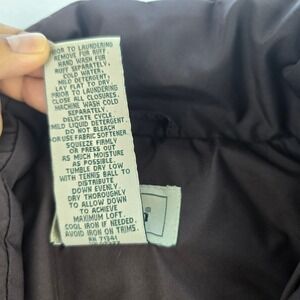 PRIOR TO LAUNDERING
REMOVE FUR RUFF.
HAND WASH FUR
RUFF SEPARATELY,
COLD WATER,
MILD DETERGENT,
LAY FLAT TO DRY.
PRIOR TO LAUNDERING
CLOSE ALL CLOSURES.
MACHINE WASH COLD
SEPARATELY.
DELICATE CYCLE
MILD LIQUID DETERGENT.
DO NOT BLEACH
OR USE FABRIC SOFTENER.
SQUEEZE FIRMLY
OR PRESS OUT
AS MUCH MOISTURE
AS POSSIBLE.
TUMBLE DRY LOW
WITH TENNIS BALL TO
DISTRIBUTE
DOWN EVENLY.
DRY THOROUGHLY
TO ALLOW DOWN
TO ACHIEVE
MAXIMUM LOFT.
COOL IRON IF NEEDED.
AVOID IRON ON TRIMS.
RN 71341